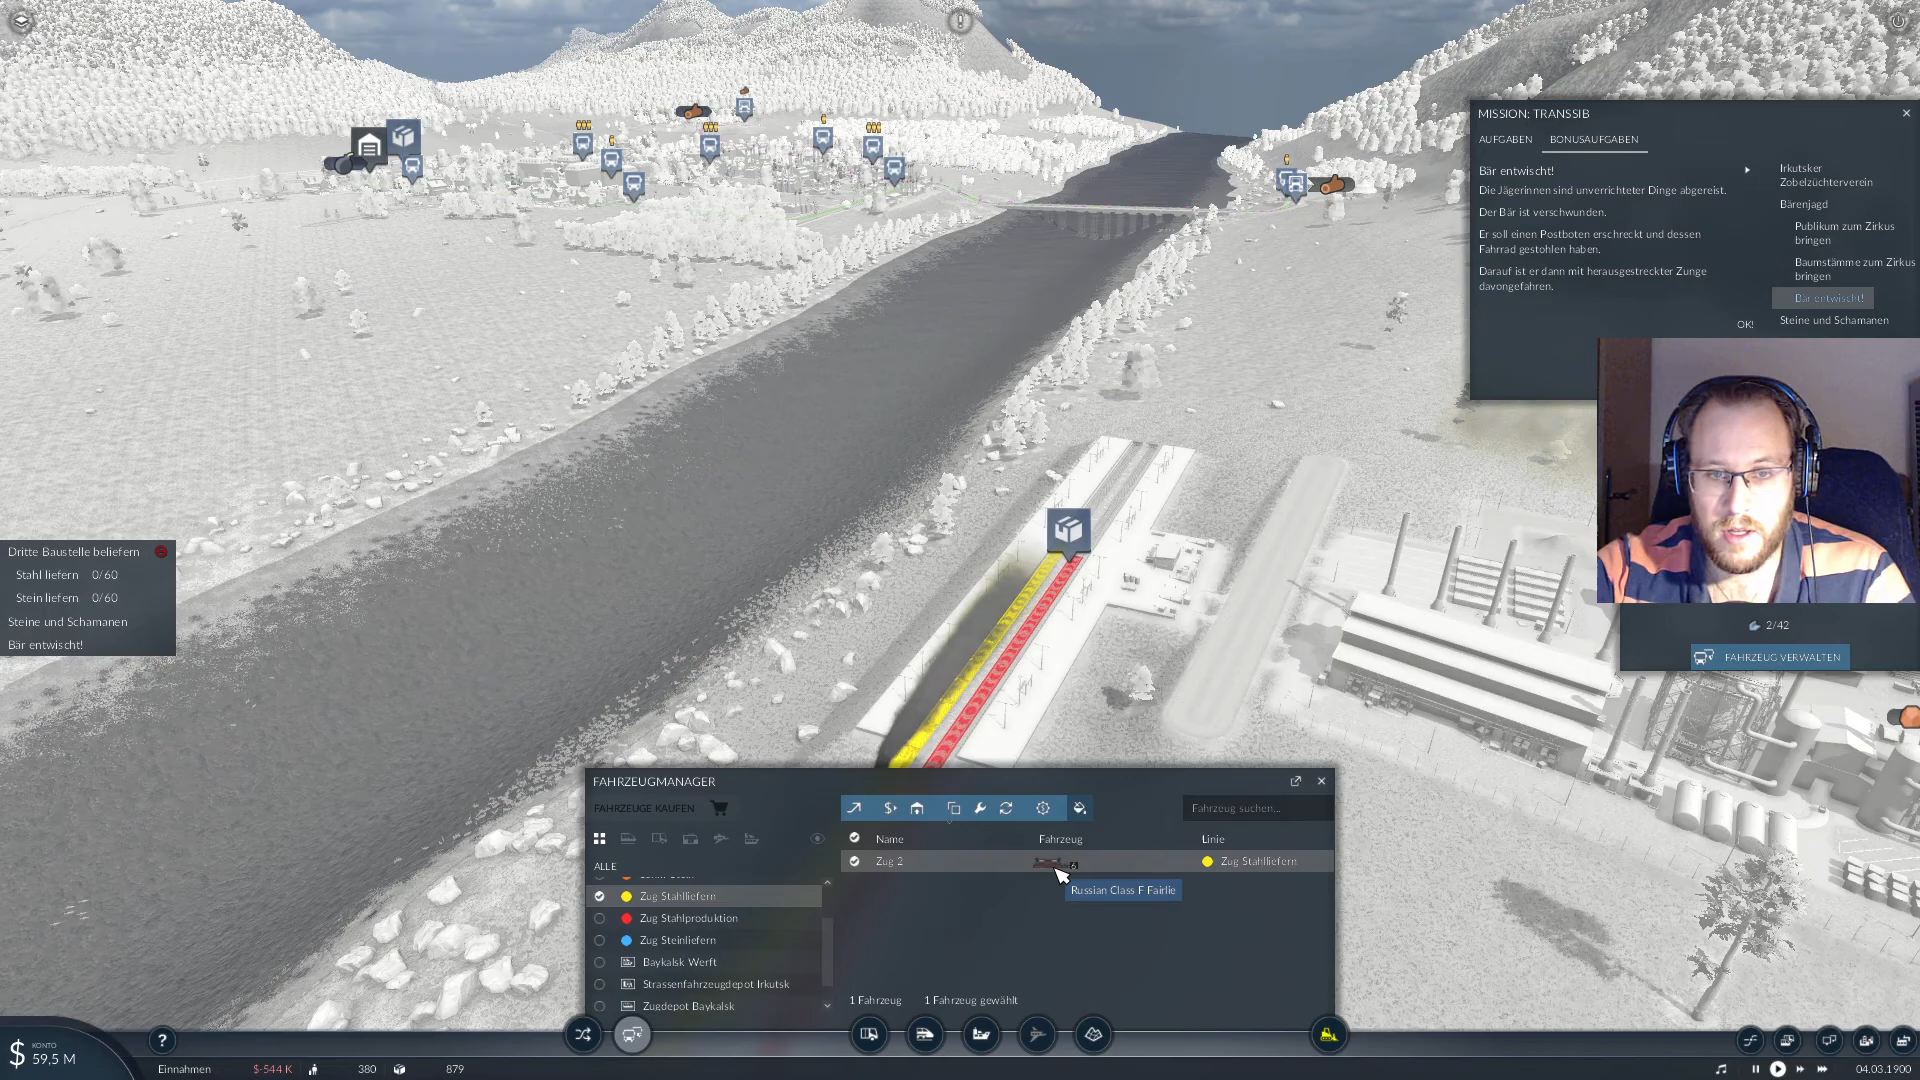 MISSION: TRANSSIB
AUFGABEN BONUSAUFGABEN
Bär entwischt!
Die Jägerinnen sind unverrichteter Dinge abgereist.
Der Bär ist verschwunden.
Er soll einen Postboten erschreckt und dessen
Fahrrad gestohlen haben.
Darauf ist er dann mit herausgestreckter Zunge
davongefahren.
OK!
Irkutsker
Zobelzüchterverein
Bärenjagd
Publikum zum Zirkus
bringen
Baumstämme zum Zirkus
bringen
Bär entwischt!
Steine und Schamanen
Dritte Baustelle beliefern
Stahl liefern 0/60
Stein liefern 0/60
Steine und Schamanen
Bär entwischt!
2/42
FAHRZEUG VERWALTEN
FAHRZEUGMANAGER
FAHRZEUGE KAUFEN
Fahrzeug suchen...
ALLE
Zug Stahlliefern
Zug Stahlproduktion
Zug Steinliefern
Baykalsk Werft
Strassenfahrzeugdepot Irkutsk
Zugdepot Baykalsk
Name Fahrzeug Linie
Zug 2 6 Zug Stahlliefern
Russian Class F Fairlie
1 Fahrzeug 1 Fahrzeug gewählt
$ KONTO
59,5 M
?
Einnahmen $-544 K 380 879
04.03.1900